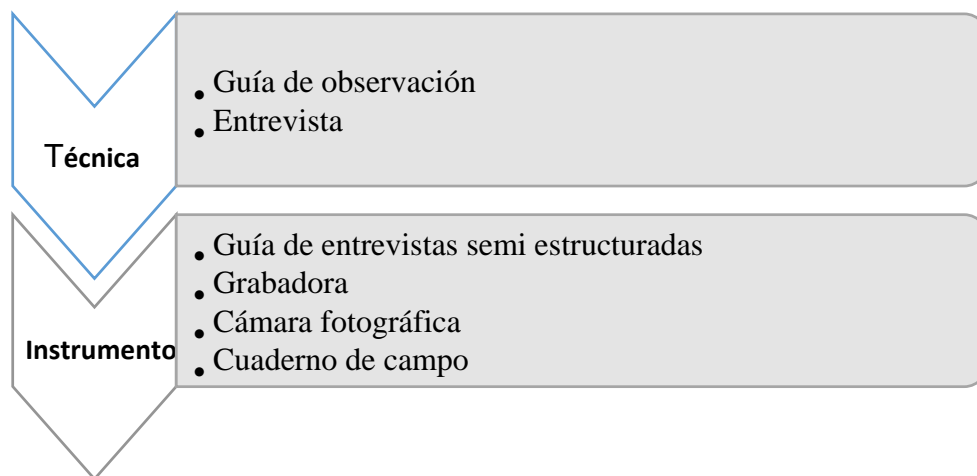 Técnica
• Guía de observación
• Entrevista
Instrumento
• Guía de entrevistas semi estructuradas
• Grabadora
• Cámara fotográfica
• Cuaderno de campo